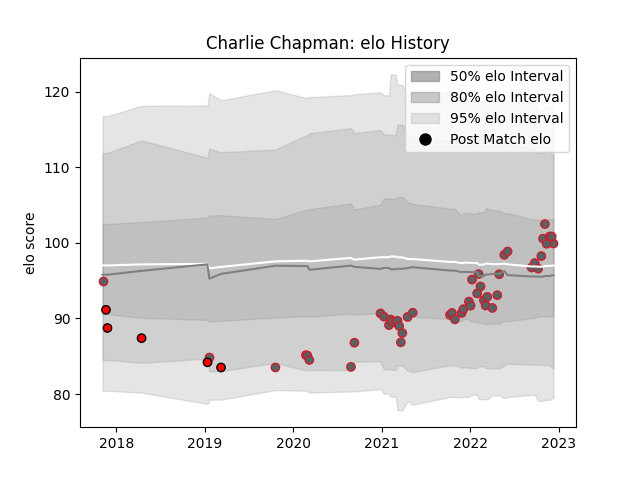 Charlie Chapman: elo History
50% elo Interval
80% elo Interval
95% elo Interval
Post Match elo
elo score
120
110
100
90
80
2018
2019
2020
2021
2022
2023